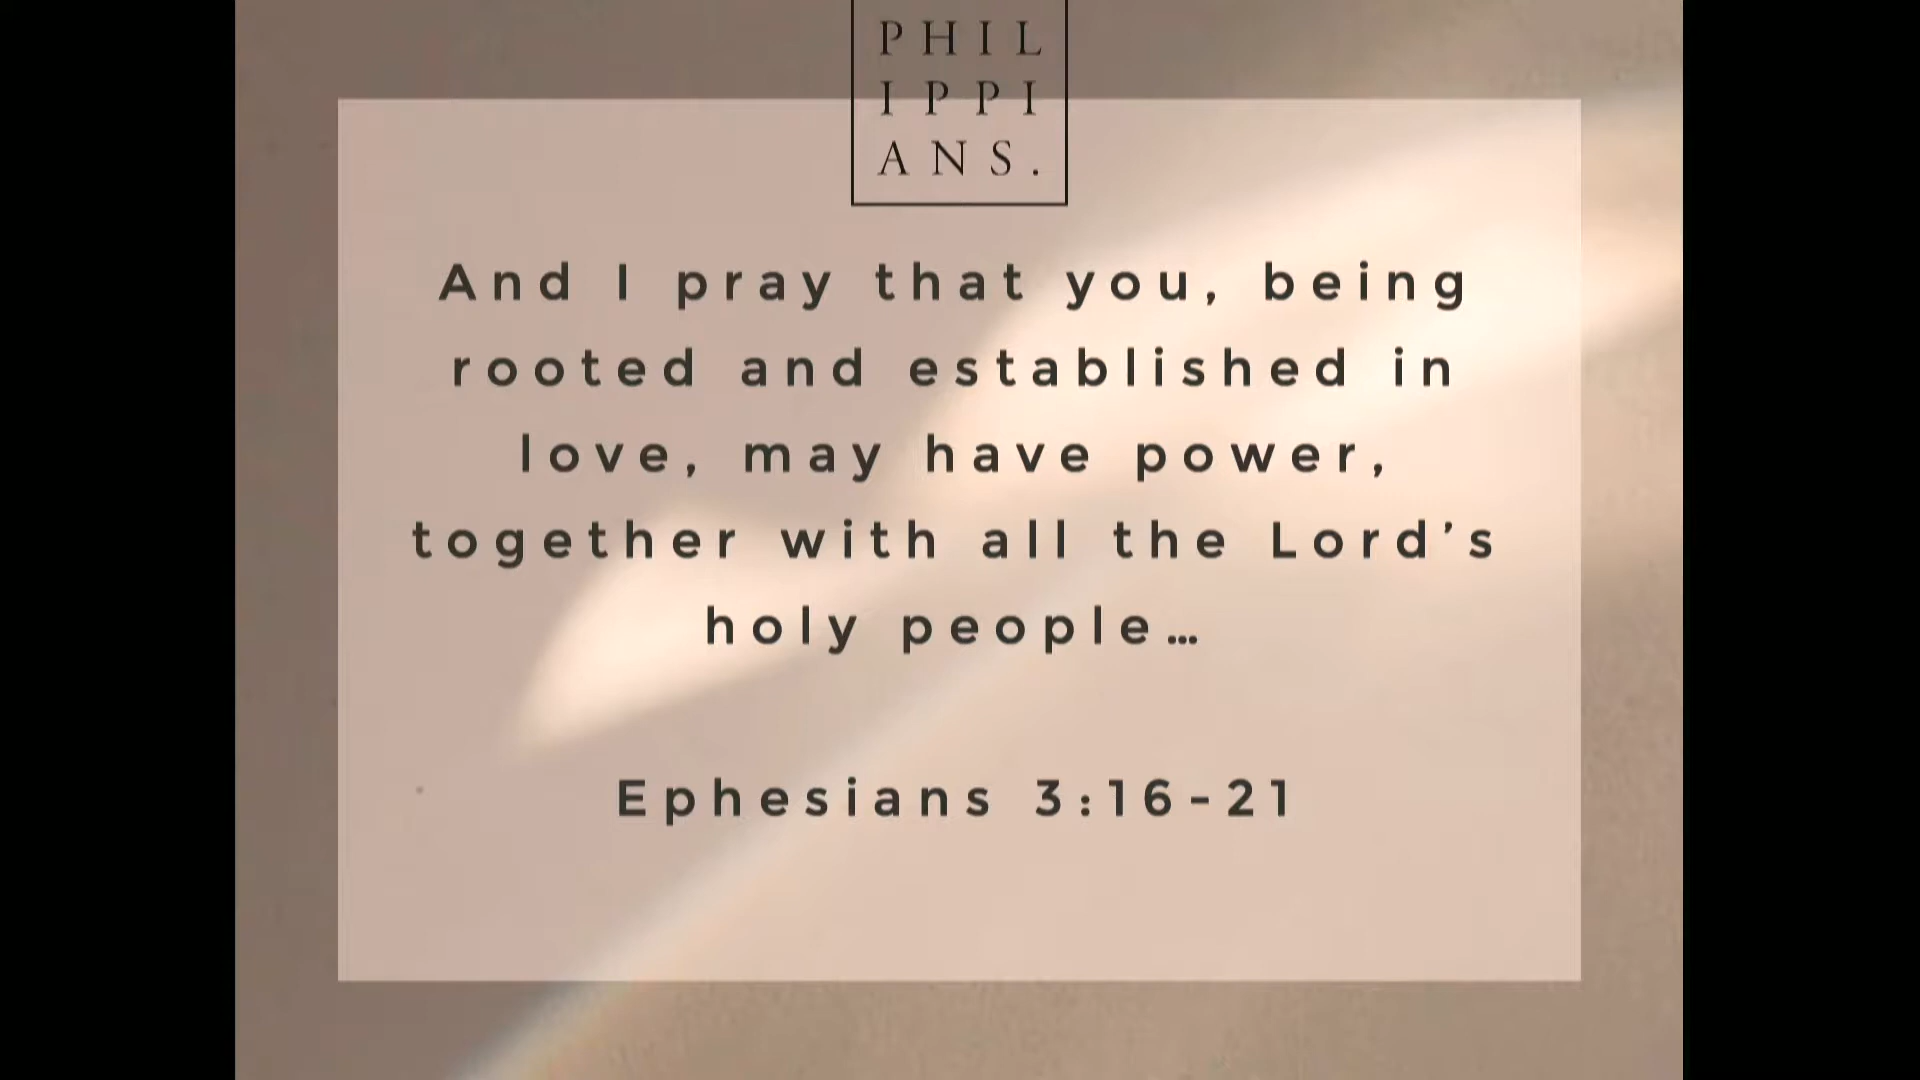 PHIL
IPPI
ANS.
And I pray that you, being
rooted and established in
love, may have power,
together with all the Lord’s
holy people…
Ephesians 3:16-21